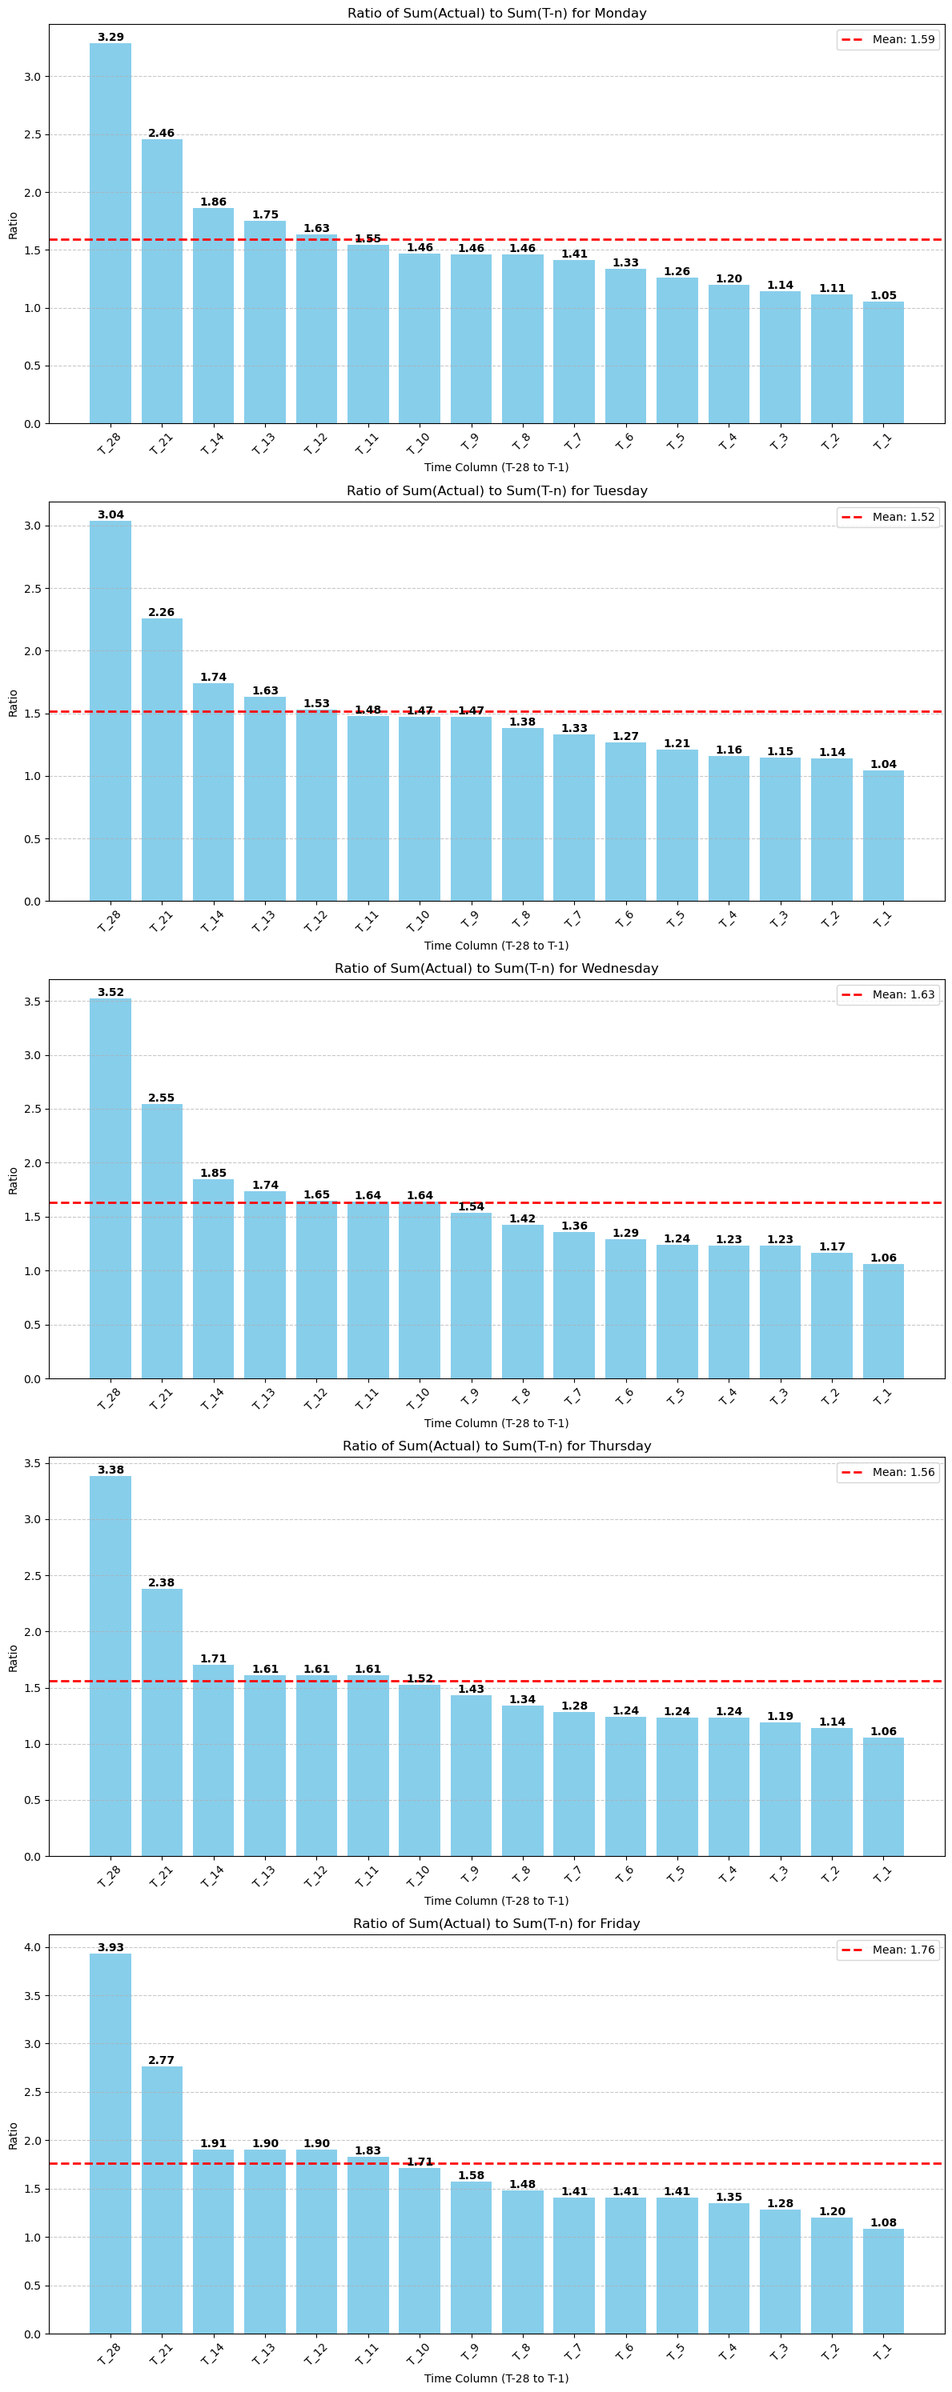 Ratio of Sum(Actual) to Sum(T-n) for Monday
Mean: 1.59
3.29 2.46 1.86 1.75 1.63 1.55 1.46 1.46 1.46 1.41 1.33 1.26 1.20 1.14 1.11 1.05
3.0
2.5
2.0
1.5
1.0
0.5
0.0
Ratio
T_28 T_21 T_14 T_13 T_12 T_11 T_10 T_9 T_8 T_7 T_6 T_5 T_4 T_3 T_2 T_1
Time Column (T-28 to T-1)
Ratio of Sum(Actual) to Sum(T-n) for Tuesday
Mean: 1.52
3.04 2.26 1.74 1.63 1.53 1.48 1.47 1.47 1.38 1.33 1.27 1.21 1.16 1.15 1.14 1.04
3.0
2.5
2.0
1.5
1.0
0.5
0.0
Ratio
T_28 T_21 T_14 T_13 T_12 T_11 T_10 T_9 T_8 T_7 T_6 T_5 T_4 T_3 T_2 T_1
Time Column (T-28 to T-1)
Ratio of Sum(Actual) to Sum(T-n) for Wednesday
Mean: 1.63
3.52 2.55 1.85 1.74 1.65 1.64 1.64 1.54 1.42 1.36 1.29 1.24 1.23 1.23 1.17 1.06
3.5
3.0
2.5
2.0
1.5
1.0
0.5
0.0
Ratio
T_28 T_21 T_14 T_13 T_12 T_11 T_10 T_9 T_8 T_7 T_6 T_5 T_4 T_3 T_2 T_1
Time Column (T-28 to T-1)
Ratio of Sum(Actual) to Sum(T-n) for Thursday
Mean: 1.56
3.38 2.38 1.71 1.61 1.61 1.61 1.52 1.43 1.34 1.28 1.24 1.24 1.24 1.19 1.14 1.06
3.5
3.0
2.5
2.0
1.5
1.0
0.5
0.0
Ratio
T_28 T_21 T_14 T_13 T_12 T_11 T_10 T_9 T_8 T_7 T_6 T_5 T_4 T_3 T_2 T_1
Time Column (T-28 to T-1)
Ratio of Sum(Actual) to Sum(T-n) for Friday
Mean: 1.76
3.93 2.77 1.91 1.90 1.90 1.83 1.71 1.58 1.48 1.41 1.41 1.41 1.35 1.28 1.20 1.08
4.0
3.5
3.0
2.5
2.0
1.5
1.0
0.5
0.0
Ratio
T_28 T_21 T_14 T_13 T_12 T_11 T_10 T_9 T_8 T_7 T_6 T_5 T_4 T_3 T_2 T_1
Time Column (T-28 to T-1)